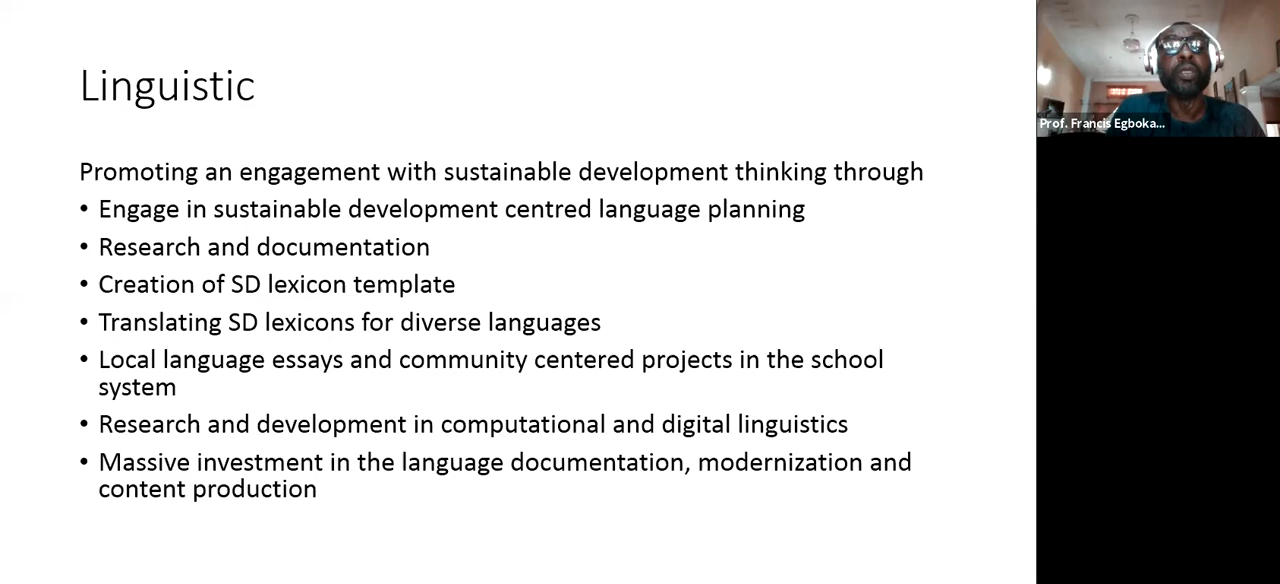 Linguistic
Promoting an engagement with sustainable development thinking through
• Engage in sustainable development centred language planning
• Research and documentation
• Creation of SD lexicon template
• Translating SD lexicons for diverse languages
• Local language essays and community centered projects in the school
system
• Research and development in computational and digital linguistics
• Massive investment in the language documentation, modernization and
content production
Prof. Francis Egboka...